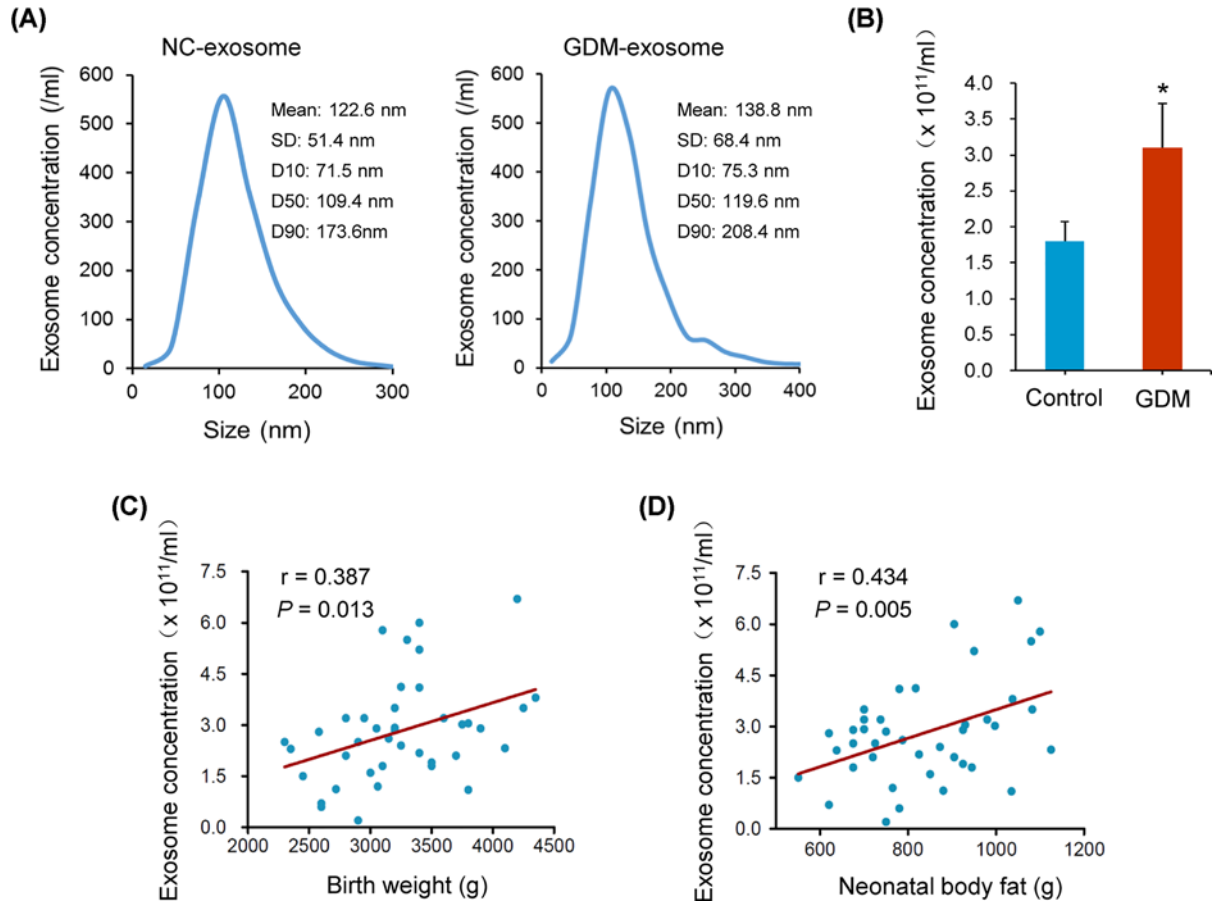 (A)
NC-exosome
Exosome concentration (/ml)
600
500
400
300
200
100
0
Mean: 122.6 nm
SD: 51.4 nm
D10: 71.5 nm
D50: 109.4 nm
D90: 173.6nm
0 100 200 300
Size (nm)
GDM-exosome
Exosome concentration (/ml)
600
500
400
300
200
100
0
Mean: 138.8 nm
SD: 68.4 nm
D10: 75.3 nm
D50: 119.6 nm
D90: 208.4 nm
0 100 200 300 400
Size (nm)
(B)
Exosome concentration（x 10¹¹/ml)
4.0
3.5
3.0
2.5
2.0
1.5
1.0
0.5
0.0
*
Control GDM
(C)
Exosome concentration（x 10¹¹/ml)
7.5
6.0
4.5
3.0
1.5
0.0
r = 0.387
P = 0.013
2000 2500 3000 3500 4000 4500
Birth weight (g)
(D)
Exosome concentration（x 10¹¹/ml)
7.5
6.0
4.5
3.0
1.5
0.0
r = 0.434
P = 0.005
600 800 1000 1200
Neonatal body fat (g)